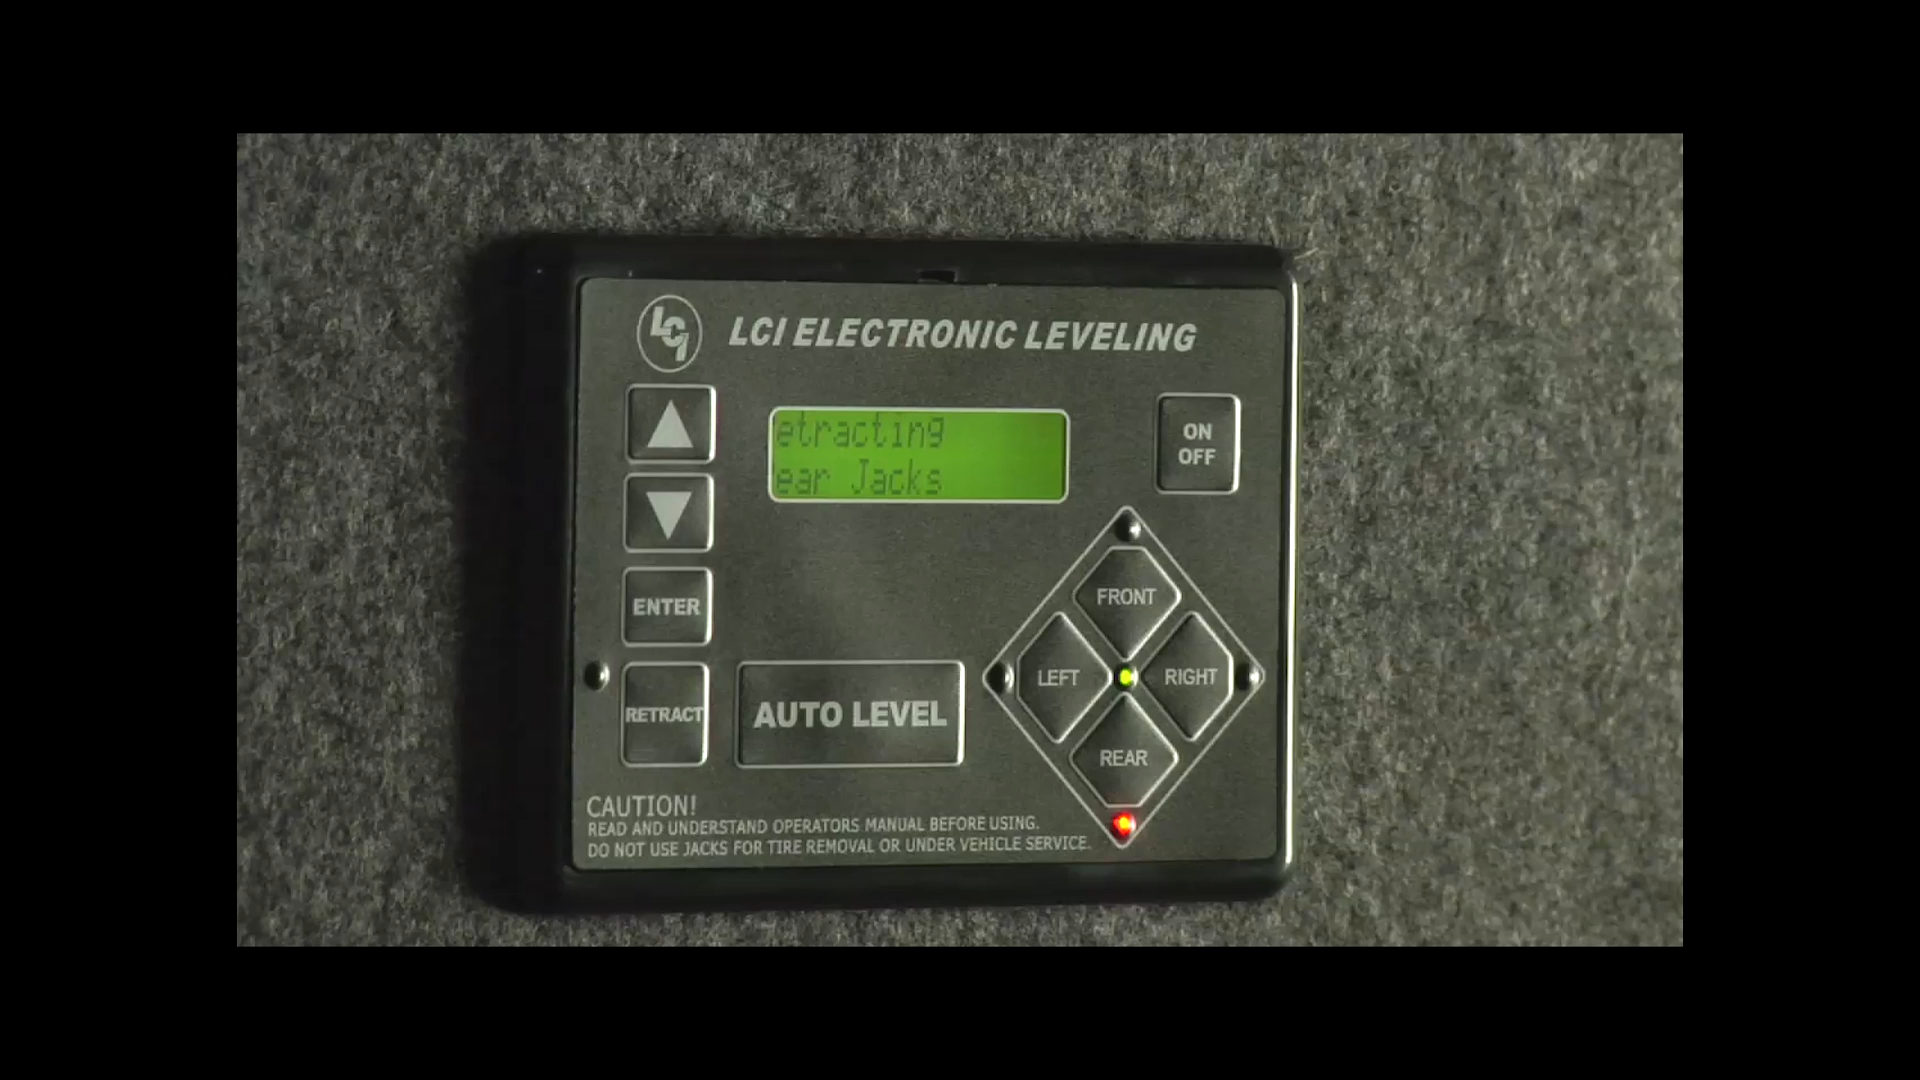 LCI
LCI ELECTRONIC LEVELING
etracting
ear Jacks
ON
OFF
ENTER
RETRACT
AUTO LEVEL
FRONT
LEFT
RIGHT
REAR
CAUTION!
READ AND UNDERSTAND OPERATORS MANUAL BEFORE USING.
DO NOT USE JACKS FOR TIRE REMOVAL OR UNDER VEHICLE SERVICE.